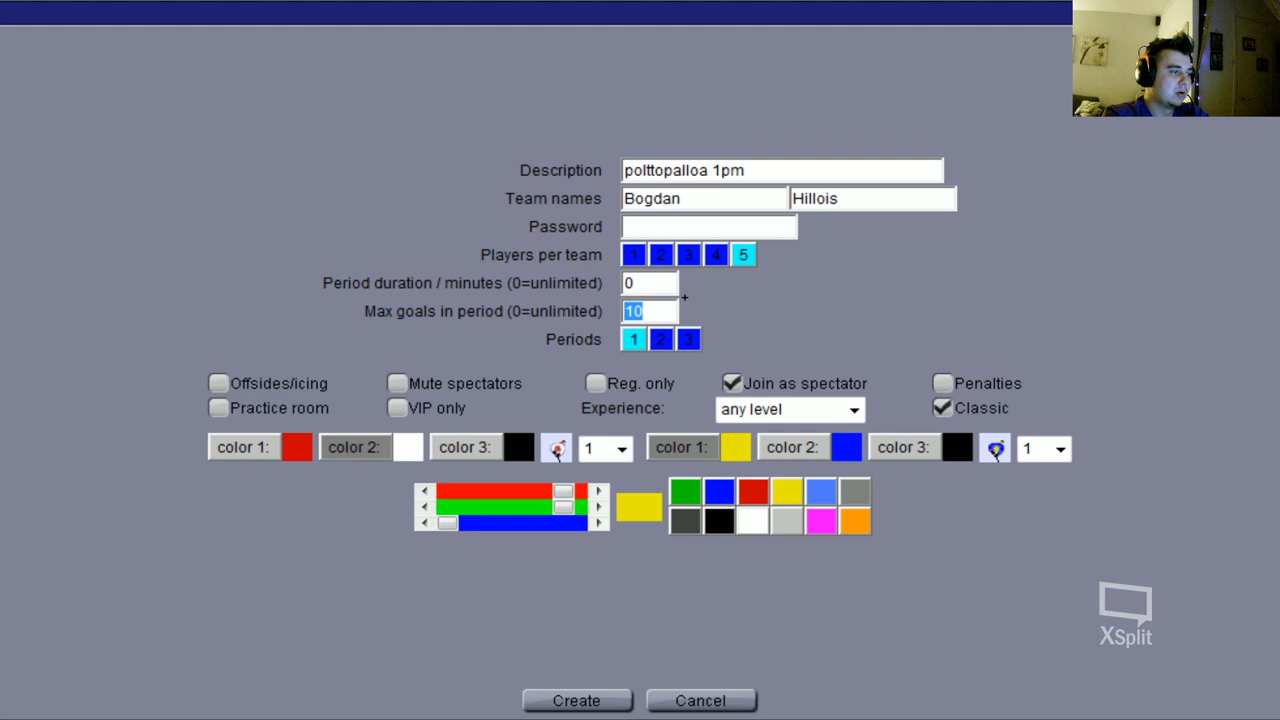 Description polttopalloa 1pm
Team names Bogdan Hillois
Password
Players per team 1 2 3 4 5
Period duration / minutes (0=unlimited) 0
Max goals in period (0=unlimited) 10
Periods 1 2 3
Offsides/icing Mute spectators Reg. only Join as spectator Penalties
Practice room VIP only Experience: any level Classic
color 1: color 2: color 3: 1 color 1: color 2: color 3: 1
XSplit
Create Cancel